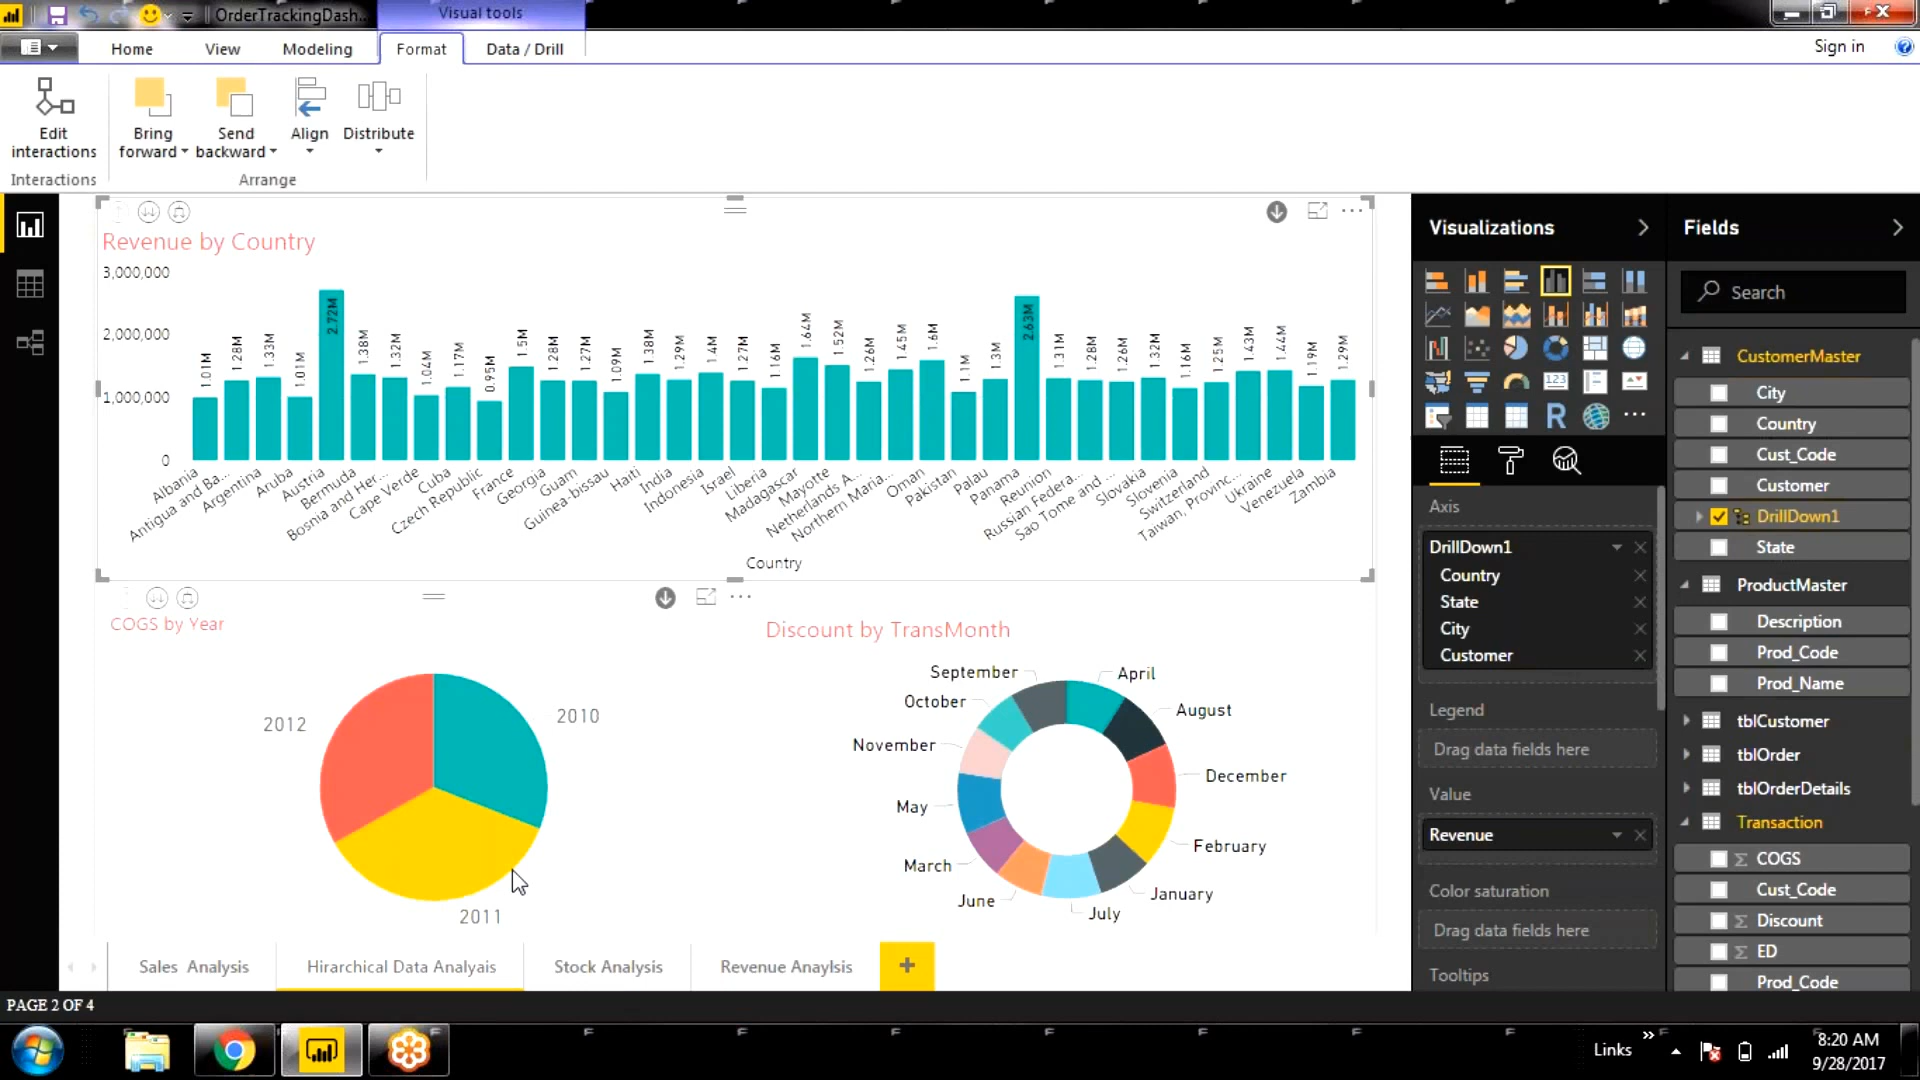 OrderTrackingDash...
Visual tools
Home
View
Modeling
Format
Data / Drill
Sign in
Edit interactions
Bring forward
Send backward
Align
Distribute
Interactions
Arrange
Revenue by Country
3,000,000
2,000,000
1,000,000
0
1.01M
1.28M
1.33M
1.01M
2.72M
1.38M
1.32M
1.04M
1.17M
0.95M
1.5M
1.28M
1.27M
1.09M
1.38M
1.29M
1.4M
1.27M
1.16M
1.64M
1.52M
1.26M
1.45M
1.6M
1.1M
1.3M
2.63M
1.31M
1.28M
1.26M
1.32M
1.16M
1.25M
1.43M
1.44M
1.19M
1.29M
Albania
Antigua and Ba...
Argentina
Aruba
Austria
Bermuda
Bosnia and Her...
Cape Verde
Cuba
Czech Republic
France
Georgia
Guam
Guinea-bissau
Haiti
India
Indonesia
Israel
Liberia
Madagascar
Mayotte
Netherlands A...
Northern Maria...
Oman
Pakistan
Palau
Panama
Reunion
Russian Federa...
Sao Tome and ...
Slovakia
Slovenia
Switzerland
Taiwan, Provinc...
Ukraine
Venezuela
Zambia
Country
COGS by Year
2012
2010
2011
Discount by TransMonth
September
April
October
August
November
December
May
February
March
January
June
July
Sales Analysis
Hirarchical Data Analyais
Stock Analysis
Revenue Anaylsis
+
PAGE 2 OF 4
Visualizations
123
R
Axis
DrillDown1
Country
State
City
Customer
Legend
Drag data fields here
Value
Revenue
Color saturation
Drag data fields here
Tooltips
Fields
Search
CustomerMaster
City
Country
Cust_Code
Customer
DrillDown1
State
ProductMaster
Description
Prod_Code
Prod_Name
tblCustomer
tblOrder
tblOrderDetails
Transaction
Σ COGS
Cust_Code
Σ Discount
Σ ED
Prod_Code
Links
8:20 AM
9/28/2017